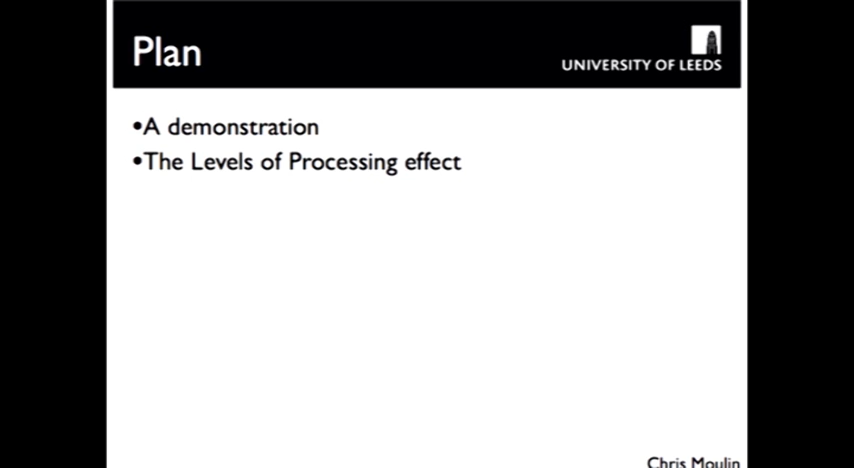 Plan
UNIVERSITY OF LEEDS
•A demonstration
•The Levels of Processing effect
Chris Moulin